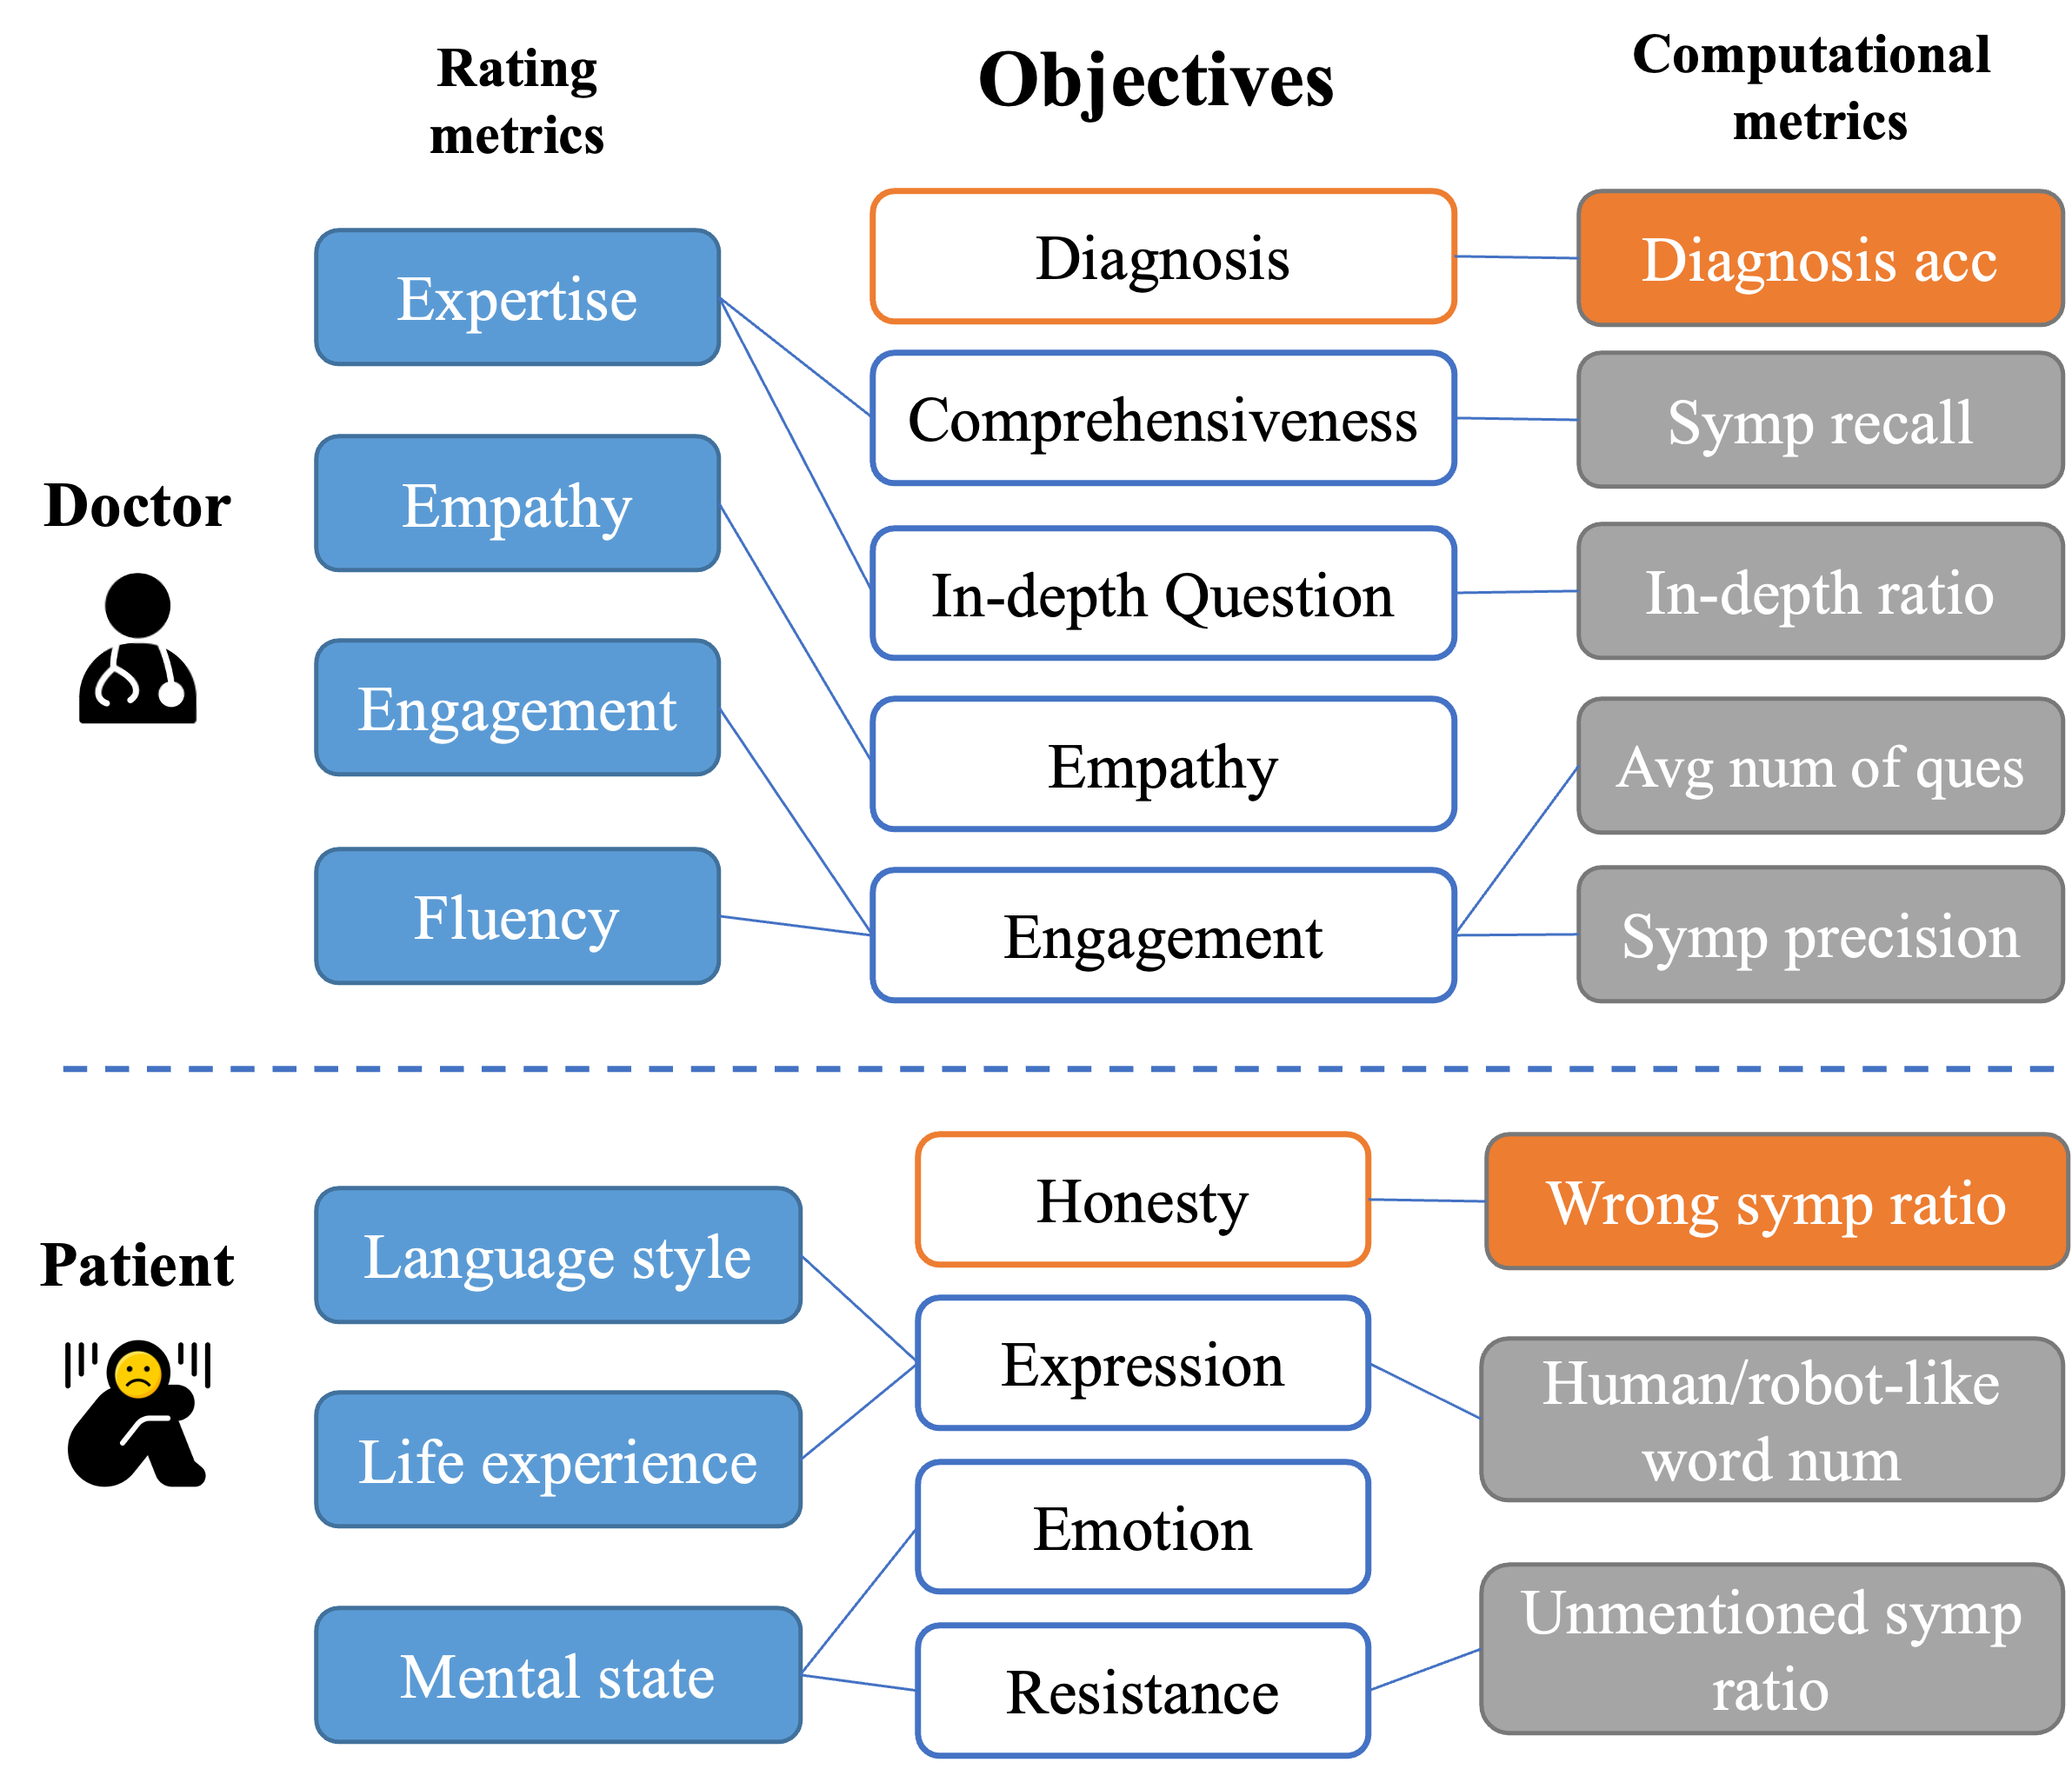 Rating
metrics
Objectives
Computational
metrics
Doctor
Expertise
Empathy
Engagement
Fluency
Diagnosis
Comprehensiveness
In-depth Question
Empathy
Engagement
Diagnosis acc
Symp recall
In-depth ratio
Avg num of ques
Symp precision
Patient
Language style
Life experience
Mental state
Honesty
Expression
Emotion
Resistance
Wrong symp ratio
Human/robot-like
word num
Unmentioned symp
ratio